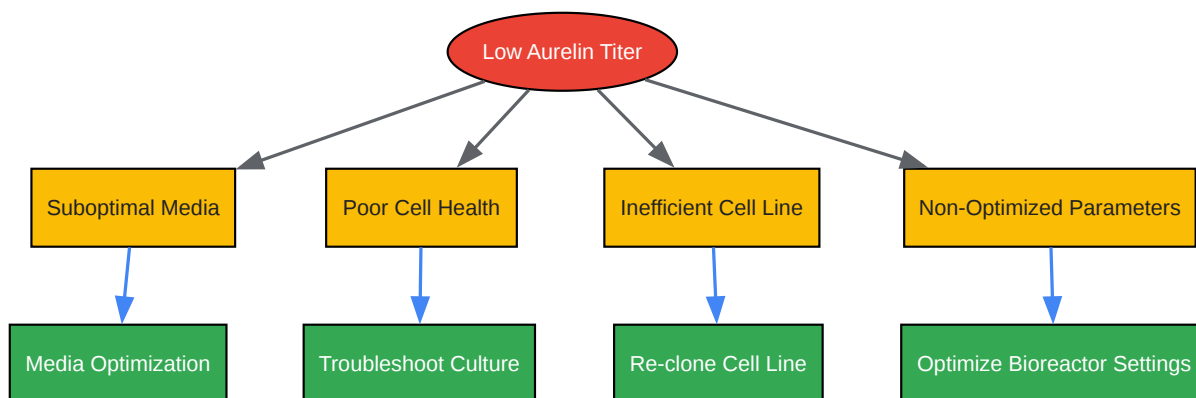 Low Aurelin Titer
Suboptimal Media
Poor Cell Health
Inefficient Cell Line
Non-Optimized Parameters
Media Optimization
Troubleshoot Culture
Re-clone Cell Line
Optimize Bioreactor Settings